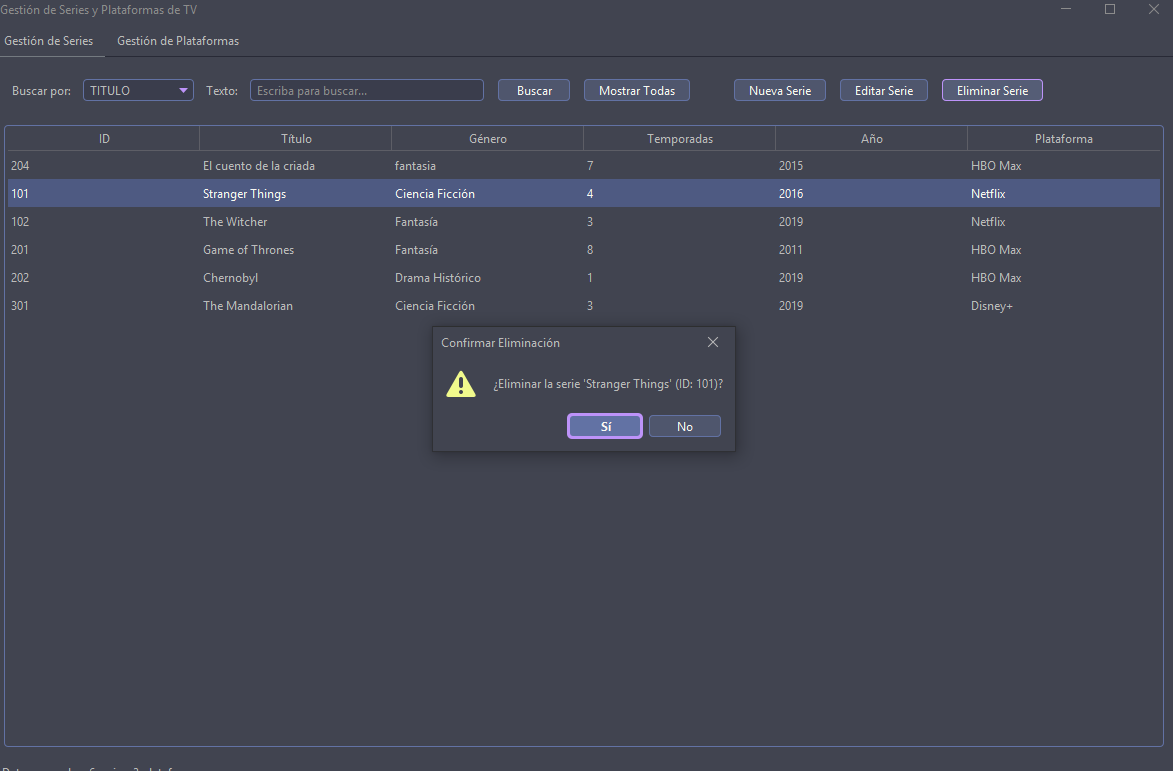 Gestión de Series y Plataformas de TV
Gestión de Series Gestión de Plataformas
Buscar por: TITULO Texto: Escriba para buscar... Buscar Mostrar Todas Nueva Serie Editar Serie Eliminar Serie
ID Título Género Temporadas Año Plataforma
204 El cuento de la criada fantasia 7 2015 HBO Max
101 Stranger Things Ciencia Ficción 4 2016 Netflix
102 The Witcher Fantasía 3 2019 Netflix
201 Game of Thrones Fantasía 8 2011 HBO Max
202 Chernobyl Drama Histórico 1 2019 HBO Max
301 The Mandalorian Ciencia Ficción 3 2019 Disney+
Confirmar Eliminación
¿Eliminar la serie 'Stranger Things' (ID: 101)?
Sí No